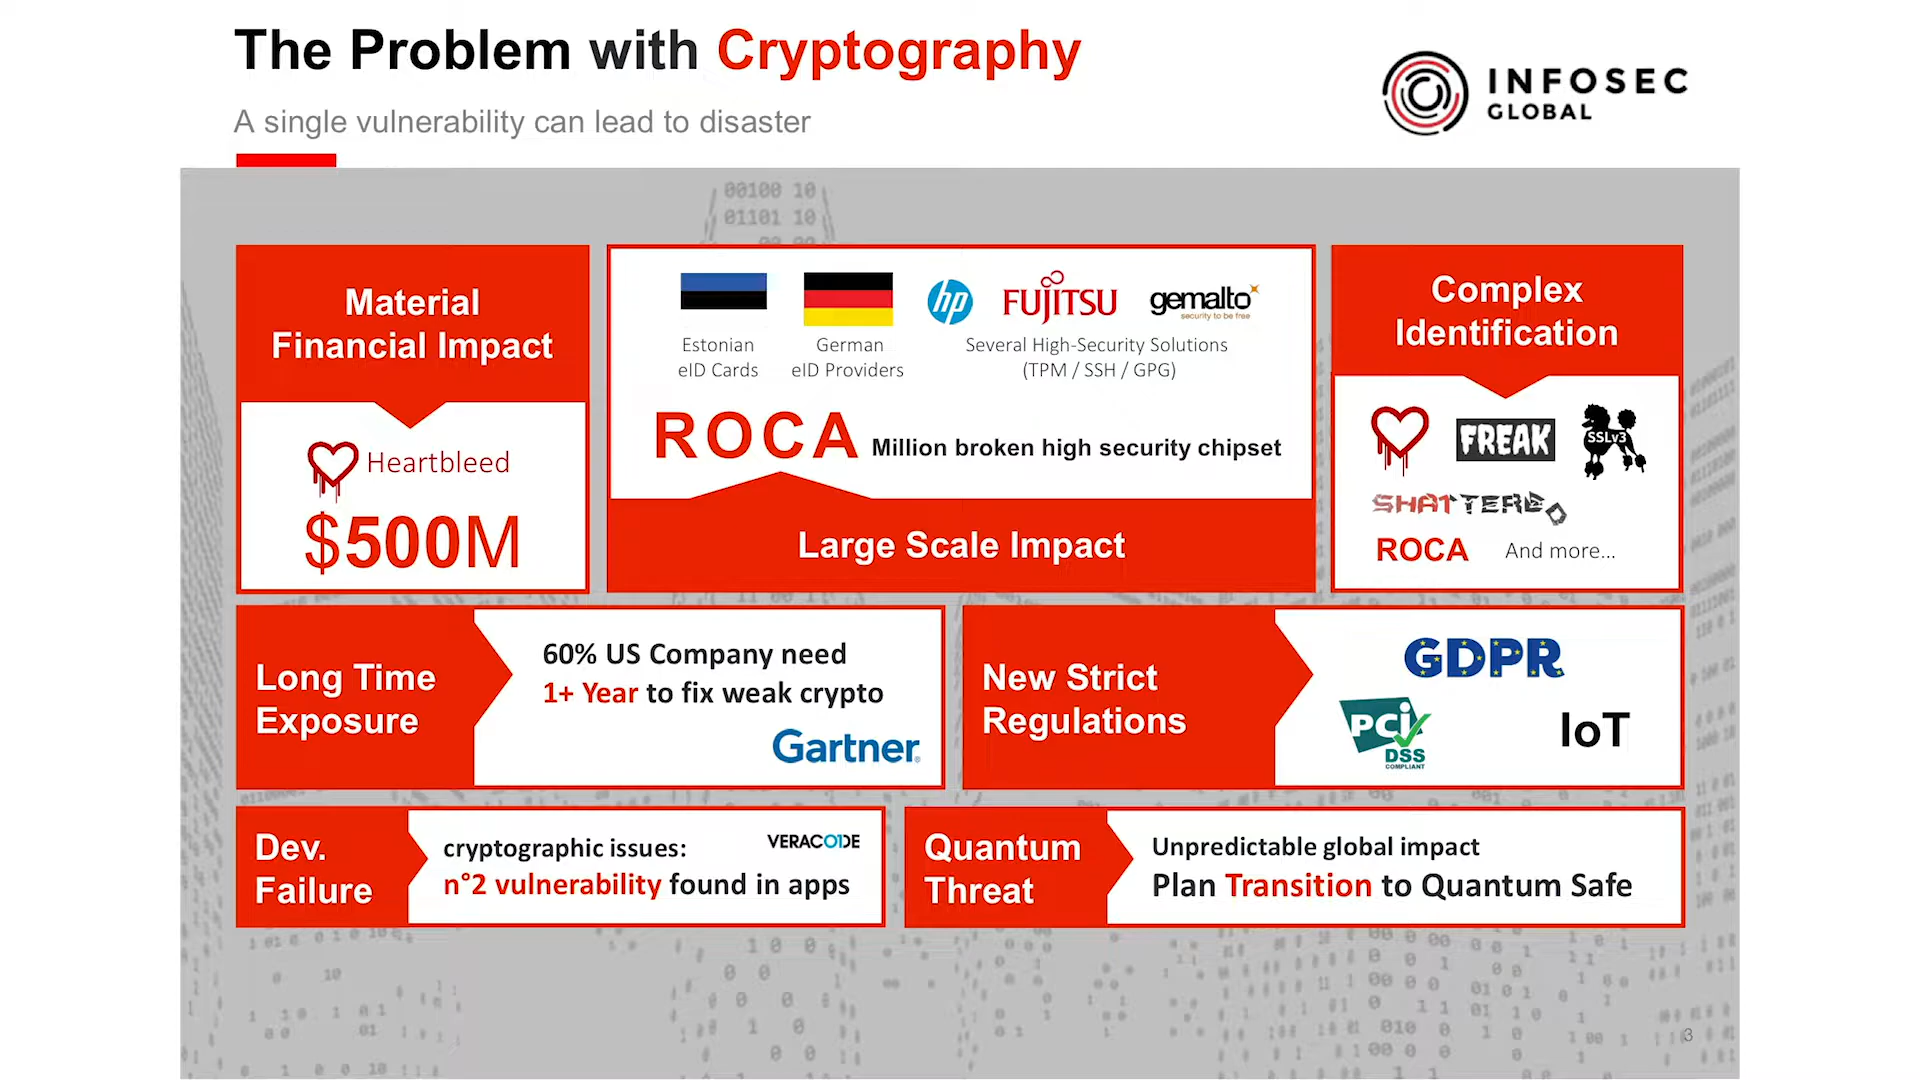 The Problem with Cryptography
A single vulnerability can lead to disaster
INFOSEC
GLOBAL
00100 10
01101 10
Material
Financial Impact
Heartbleed
$500M
hp
FUJITSU
gemalto
security to be free
Estonian
eID Cards
German
eID Providers
Several High-Security Solutions
(TPM / SSH / GPG)
ROCA Million broken high security chipset
Large Scale Impact
Complex
Identification
FREAK
SSLv3
SHATTERED
ROCA
And more...
Long Time
Exposure
60% US Company need
1+ Year to fix weak crypto
Gartner
New Strict
Regulations
GDPR
PCi
DSS
COMPLIANT
IoT
Dev.
Failure
cryptographic issues:
VERACODE
n°2 vulnerability found in apps
Quantum
Threat
Unpredictable global impact
Plan Transition to Quantum Safe
3